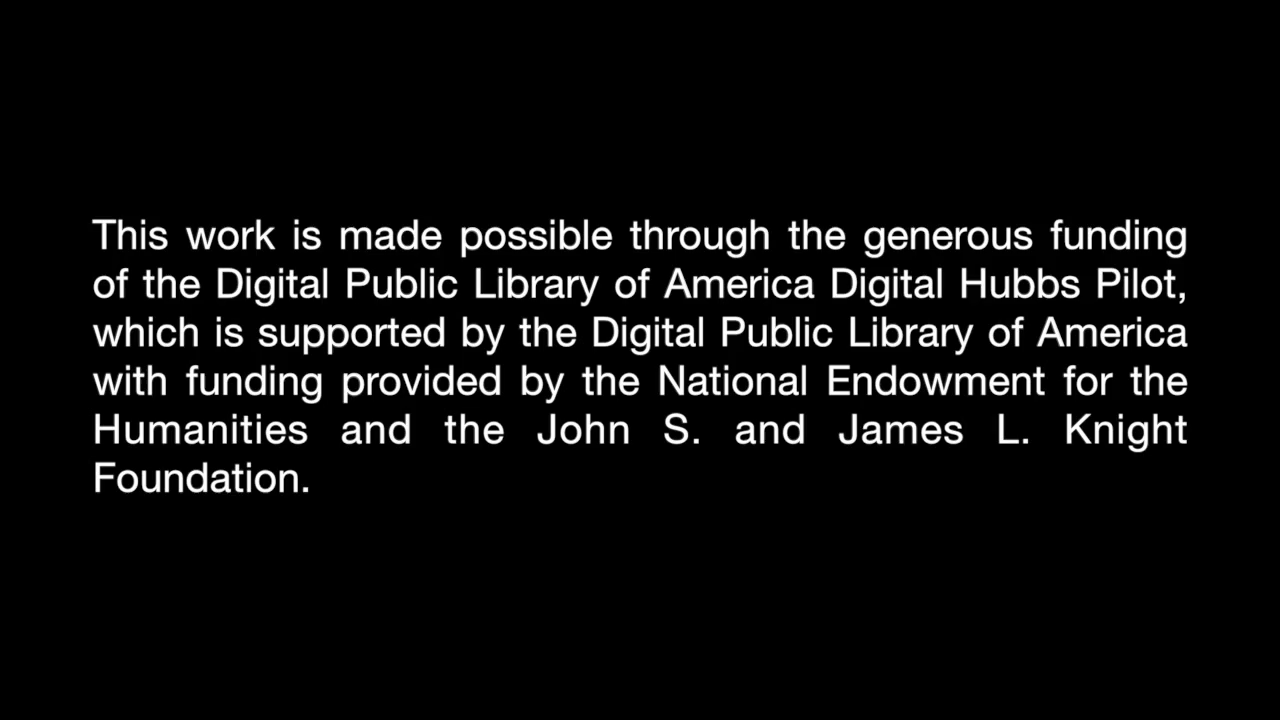 This work is made possible through the generous funding
of the Digital Public Library of America Digital Hubbs Pilot,
which is supported by the Digital Public Library of America
with funding provided by the National Endowment for the
Humanities and the John S. and James L. Knight
Foundation.